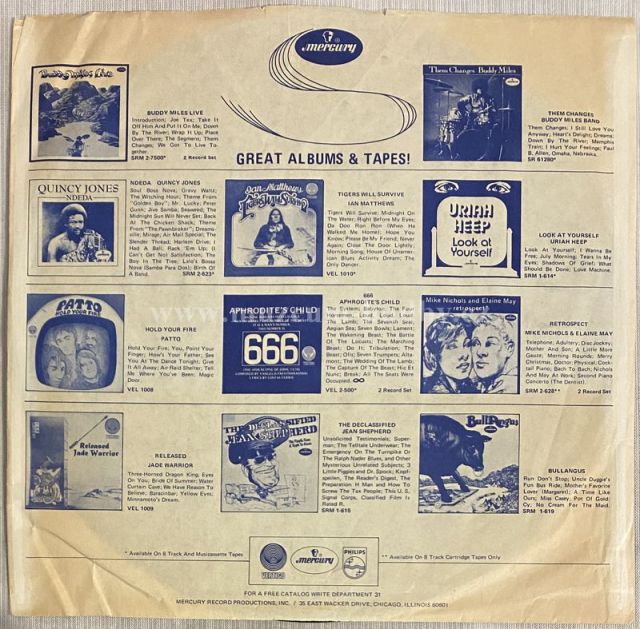 mercury
GREAT ALBUMS & TAPES!
Buddy Miles Live
BUDDY MILES LIVE
Introduction; Joe Tex; Take It
Off Him And Put It On Me; Down
By The River; Wrap It Up; Place
Over There; The Segment; Them
Changes; We Got To Live To-
gether.
SRM 2-7500* 2 Record Set
Them Changes Buddy Miles
THEM CHANGES
BUDDY MILES BAND
Them Changes; I Still Love You
Anyway; Heart's Delight; Dreams;
Down By The River; Memphis
Train; I Hurt Your Feelings; Paul
B. Allen, Omaha, Nebraska.
SR 61280*
QUINCY JONES
NDEDA
NDEDA QUINCY JONES
Soul Bossa Nova; Gravy Waltz;
The Witching Hour; Theme From
"Golden Boy"; Mr. Lucky; Peter
Gunn; Jive Samba; Seaweed; The
Midnight Sun Will Never Set; Back
At The Chicken Shack; Theme
From "The Pawnbroker"; Dreams-
ville; Mirage; Air Mail Special; The
Slender Thread; Harlem Drive; I
Had A Ball; Rack 'Em Up; (I
Can't Get No) Satisfaction; The
Boy In The Tree; Lalo's Bossa
Nova (Samba Para Dos); Birth Of
A Band.
SRM 2-623*
Ian Matthews
Tigers Will Survive
TIGERS WILL SURVIVE
IAN MATTHEWS
Tigers Will Survive; Midnight On
The Water; Right Before My Eyes;
Da Doo Ron Ron (When He
Walked Me Home); Hope You
Know; Please Be My Friend; Never
Again; Close The Door Lightly;
Morning Song; House Of Unamer-
ican Blues Activity Dream; The
Only Dancer.
VEL 1010*
URIAH
HEEP
Look at
Yourself
LOOK AT YOURSELF
URIAH HEEP
Look At Yourself; I Wanna Be
Free; July Morning; Tears In My
Eyes; Shadows Of Grief; What
Should Be Done; Love Machine.
SRM 1-614*
PATTO
HOLD YOUR FIRE
HOLD YOUR FIRE
PATTO
Hold Your Fire; You, Point Your
Finger; How's Your Father; See
You At The Dance Tonight; Give
It All Away; Air-Raid Shelter; Tell
Me Where You've Been; Magic
Door.
VEL 1008
APHRODITE'S CHILD
666
666
APHRODITE'S CHILD
The System; Babylon; The Four
Horsemen; Loud, Loud, Loud;
The Lamb; The Seventh Seal;
Aegian Sea; Seven Bowls; Lament;
The Wakening Beast; The Battle
Of The Locusts; The Marching
Beast; Do It; Tribulation; The
Beast; Ofis; Seven Trumpets; Alta-
mont; The Wedding Of The Lamb;
The Capture Of The Beast; Hic Et
Nunc; Break; All The Seats Were
Occupied. ∞
VEL 2-500* 2 Record Set
Mike Nichols and Elaine May
retrospect
RETROSPECT
MIKE NICHOLS & ELAINE MAY
Telephone; Adultery; Disc Jockey;
Mother And Son; A Little More
Gauze; Morning Rounds; Merry
Christmas, Doctor; Physical; Cock-
tail Piano; Bach To Bach; Nichols
And May At Work; Second Piano
Concerto (The Dentist).
SRM 2-628** 2 Record Set
Released
Jade Warrior
RELEASED
JADE WARRIOR
Three-Horned Dragon King; Eyes
On You; Bride Of Summer; Water
Curtain Cave; We Have Reason To
Believe; Barazinbar; Yellow Eyes;
Minnamoto's Dream.
VEL 1009
THE DECLASSIFIED
JEAN SHEPHERD
THE DECLASSIFIED
JEAN SHEPHERD
Unsolicited Testimonials; Super-
man; The Telltale Underwear; The
Emergency On The Turnpike Or
The Ralph Nader Blues, and Other
Mysterious Unrelated Subjects; 3
Little Piggies and Dr. Spock; Kopf-
spielen, The Reader's Digest, The
Preparation H Man and How to
Screw The Tax People; This U.S.
Signal Corps, Classified Film Is
Rated R.
SRM 1-615
Bull Angus
BULLANGUS
Run Don't Stop; Uncle Duggie's
Fun Bus Ride; Mother's Favorite
Lover (Margaret); A Time Like
Ours; Miss Casey; Pot Of Gold;
Cy; No Cream For The Maid.
SRM 1-619
* Available On 8 Track And Musicassette Tapes
VERTIGO
mercury
PHILIPS
** Available On 8 Track Cartridge Tapes Only
FOR A FREE CATALOG WRITE DEPARTMENT 31
MERCURY RECORD PRODUCTIONS, INC. / 35 EAST WACKER DRIVE, CHICAGO, ILLINOIS 60601